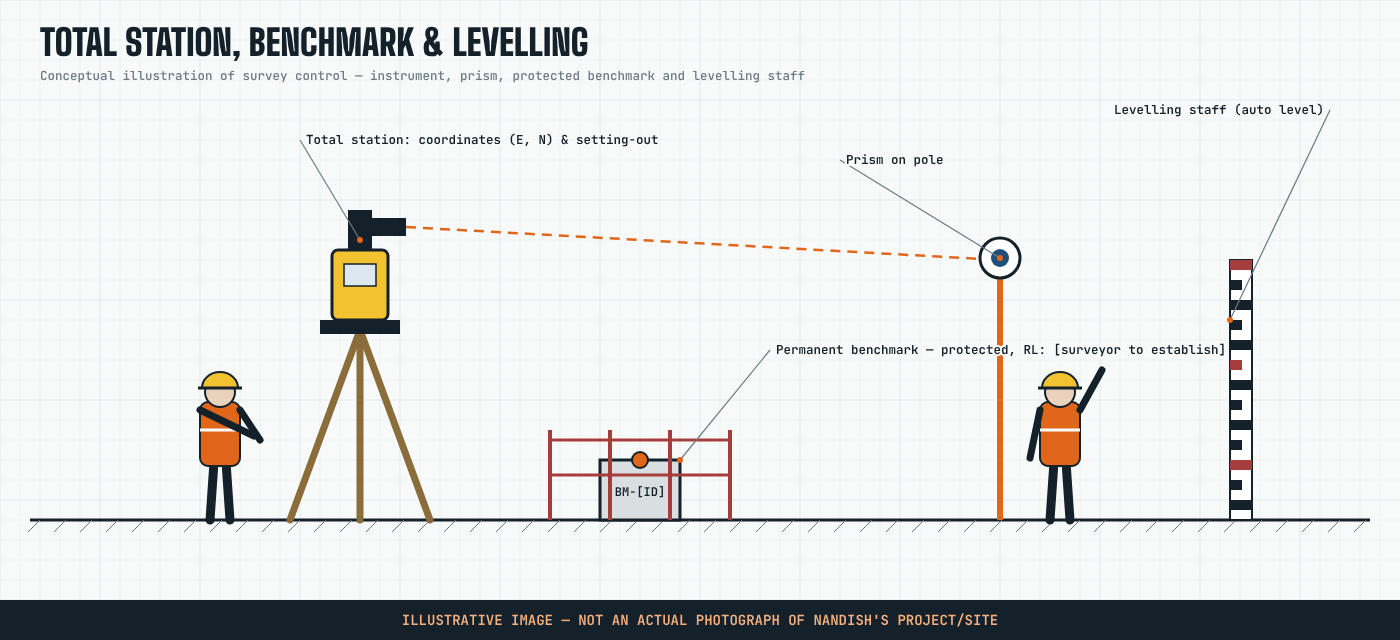 TOTAL STATION, BENCHMARK & LEVELLING
Conceptual illustration of survey control — instrument, prism, protected benchmark and levelling staff
Levelling staff (auto level)
Total station: coordinates (E, N) & setting-out
Prism on pole
Permanent benchmark — protected, RL: [surveyor to establish]
BM-[ID]
ILLUSTRATIVE IMAGE — NOT AN ACTUAL PHOTOGRAPH OF NANDISH'S PROJECT/SITE